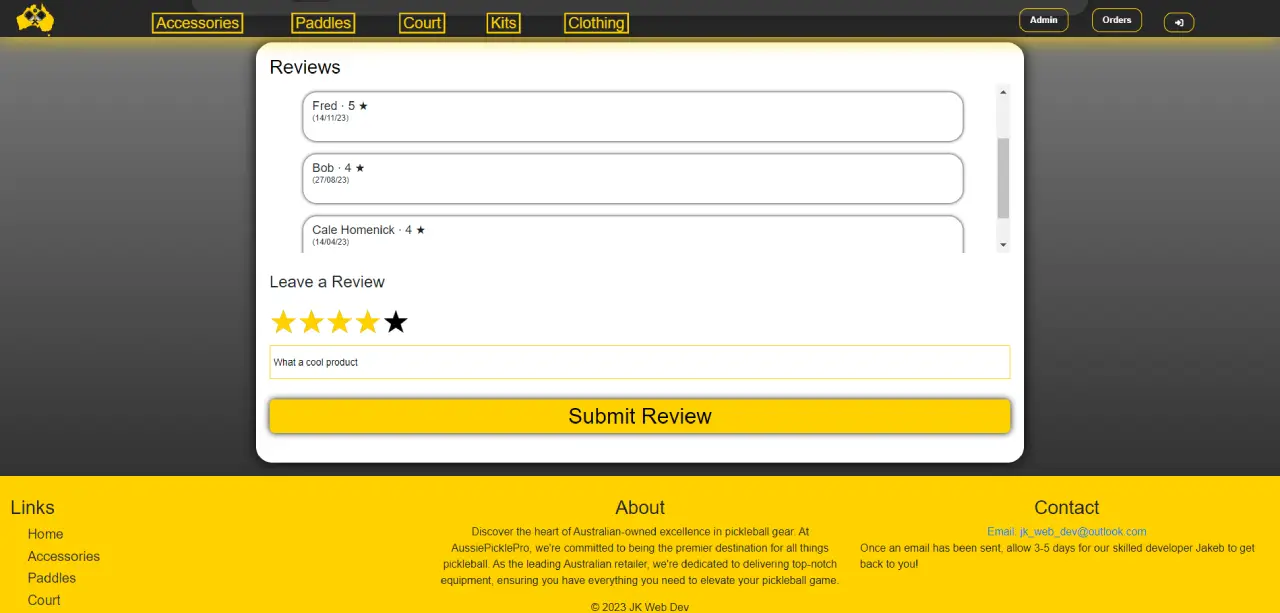 Accessories Paddles Court Kits Clothing Admin Orders
Reviews
Fred · 5 ★
(14/11/23)
Bob · 4 ★
(27/08/23)
Cale Homenick · 4 ★
(14/04/23)
Leave a Review
★★★★★
What a cool product
Submit Review
Links
Home
Accessories
Paddles
Court
About
Discover the heart of Australian-owned excellence in pickleball gear. At
AussiePicklePro, we're committed to being the premier destination for all things
pickleball. As the leading Australian retailer, we're dedicated to delivering top-notch
equipment, ensuring you have everything you need to elevate your pickleball game.
© 2023 JK Web Dev
Contact
Email: jk_web_dev@outlook.com
Once an email has been sent, allow 3-5 days for our skilled developer Jakeb to get
back to you!